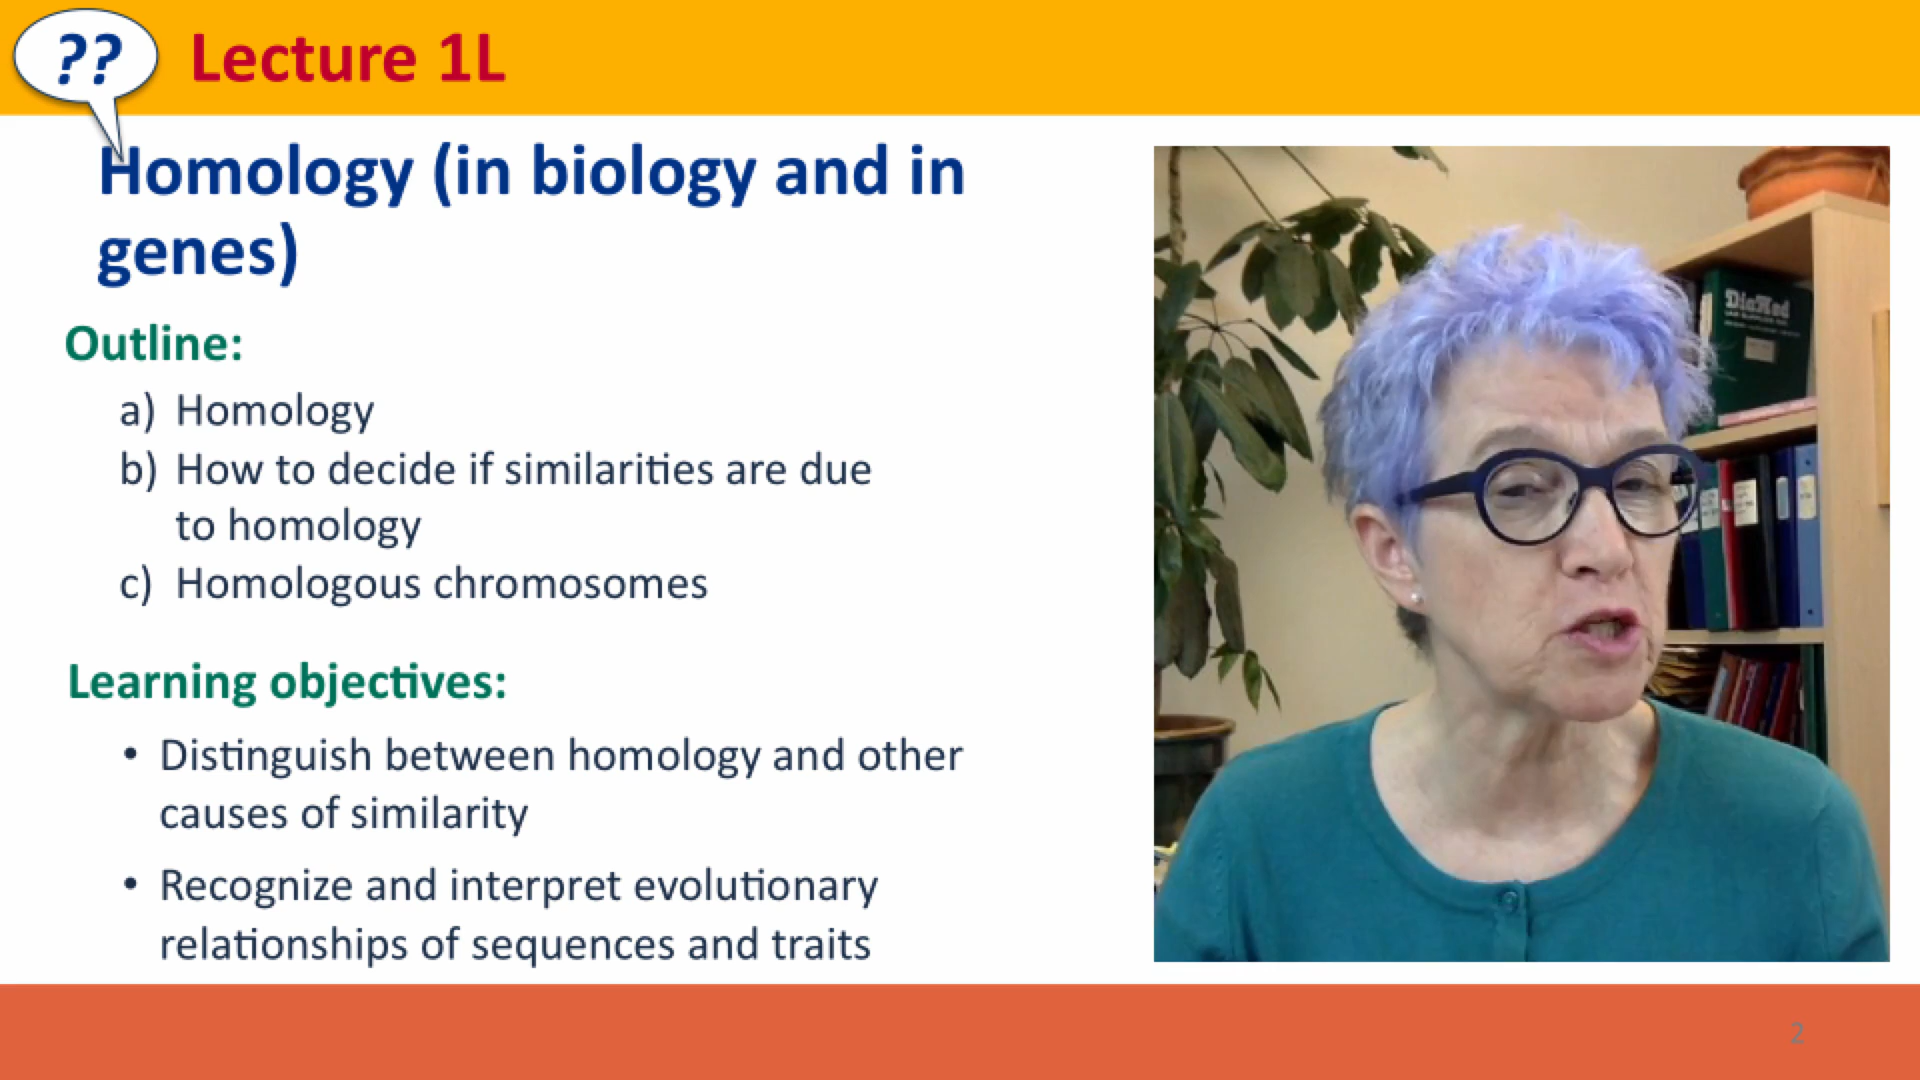 ??
Lecture 1L
Homology (in biology and in
genes)
Outline:
a) Homology
b) How to decide if similarities are due
to homology
c) Homologous chromosomes
Learning objectives:
• Distinguish between homology and other
causes of similarity
• Recognize and interpret evolutionary
relationships of sequences and traits
DiaMed
2